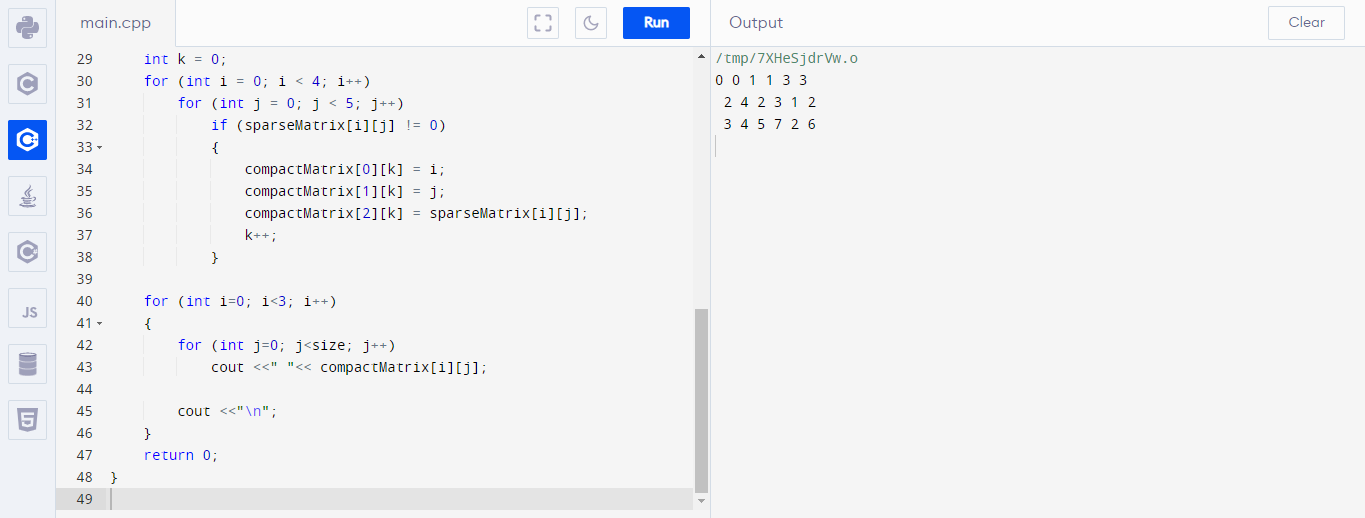 main.cpp
Run
Output
Clear
29 int k = 0;
30 for (int i = 0; i < 4; i++)
31 for (int j = 0; j < 5; j++)
32 if (sparseMatrix[i][j] != 0)
33 {
34 compactMatrix[0][k] = i;
35 compactMatrix[1][k] = j;
36 compactMatrix[2][k] = sparseMatrix[i][j];
37 k++;
38 }
39
40 for (int i=0; i<3; i++)
41 {
42 for (int j=0; j<size; j++)
43 cout <<" "<< compactMatrix[i][j];
44
45 cout <<"\n";
46 }
47 return 0;
48 }
49
/tmp/7XHeSjdrVw.o
0 0 1 1 3 3
2 4 2 3 1 2
3 4 5 7 2 6
C
C
C
JS
5